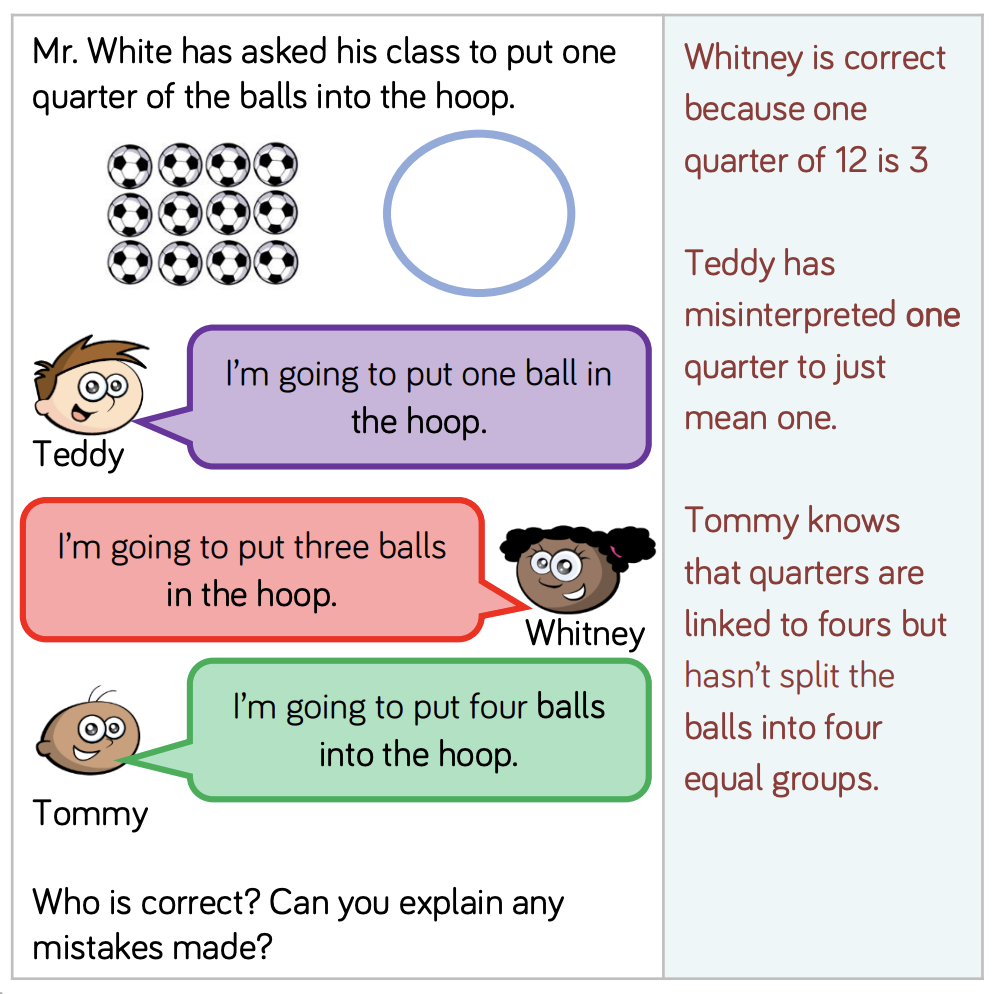 Mr. White has asked his class to put one
quarter of the balls into the hoop.
I'm going to put one ball in
the hoop.
Teddy
I'm going to put three balls
in the hoop.
Whitney
I'm going to put four balls
into the hoop.
Tommy
Who is correct? Can you explain any
mistakes made?
Whitney is correct
because one
quarter of 12 is 3
Teddy has
misinterpreted one
quarter to just
mean one.
Tommy knows
that quarters are
linked to fours but
hasn't split the
balls into four
equal groups.